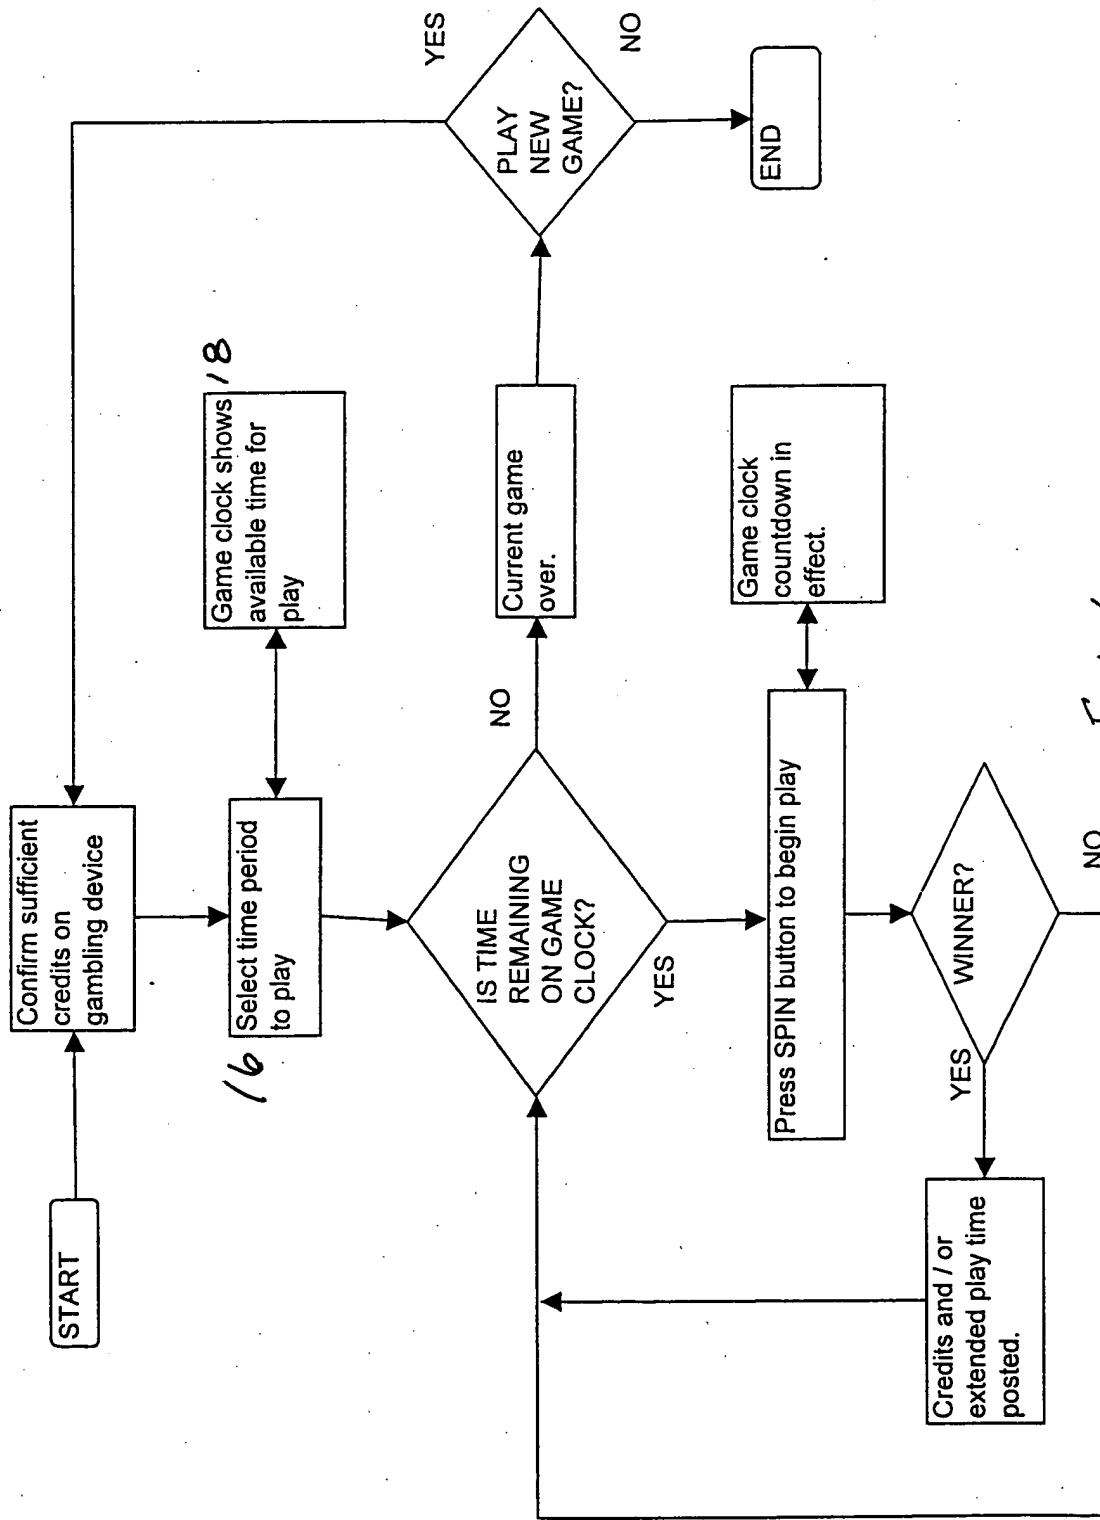 START
Confirm sufficient
credits on
gambling device
16
Select time period
to play
Game clock shows
available time for
play
18
IS TIME
REMAINING
ON GAME
CLOCK?
NO
Current game
over.
PLAY
NEW
GAME?
YES
NO
END
YES
Press SPIN button to begin play
Game clock
countdown in
effect.
WINNER?
YES
Credits and / or
extended play time
posted.
NO